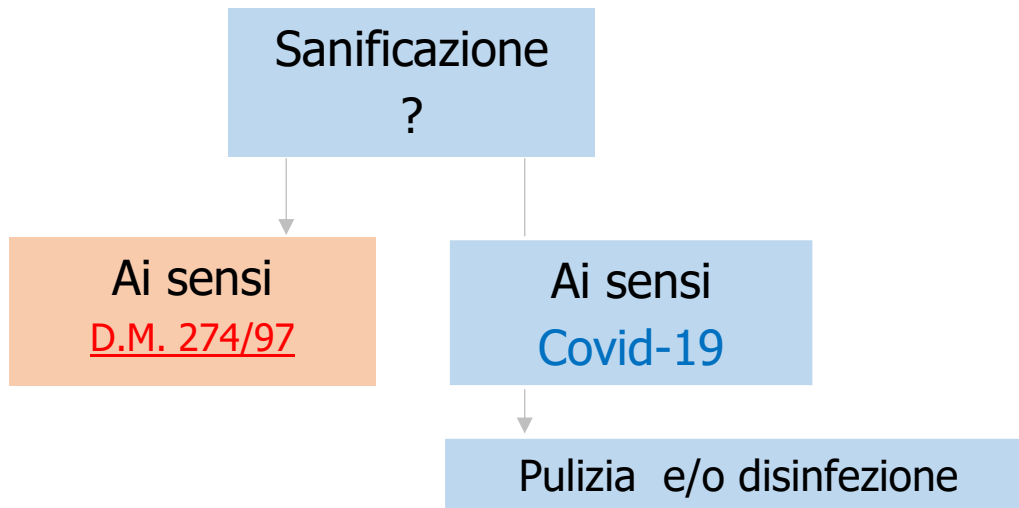 Sanificazione
?
Ai sensi
D.M. 274/97
Ai sensi
Covid-19
Pulizia e/o disinfezione